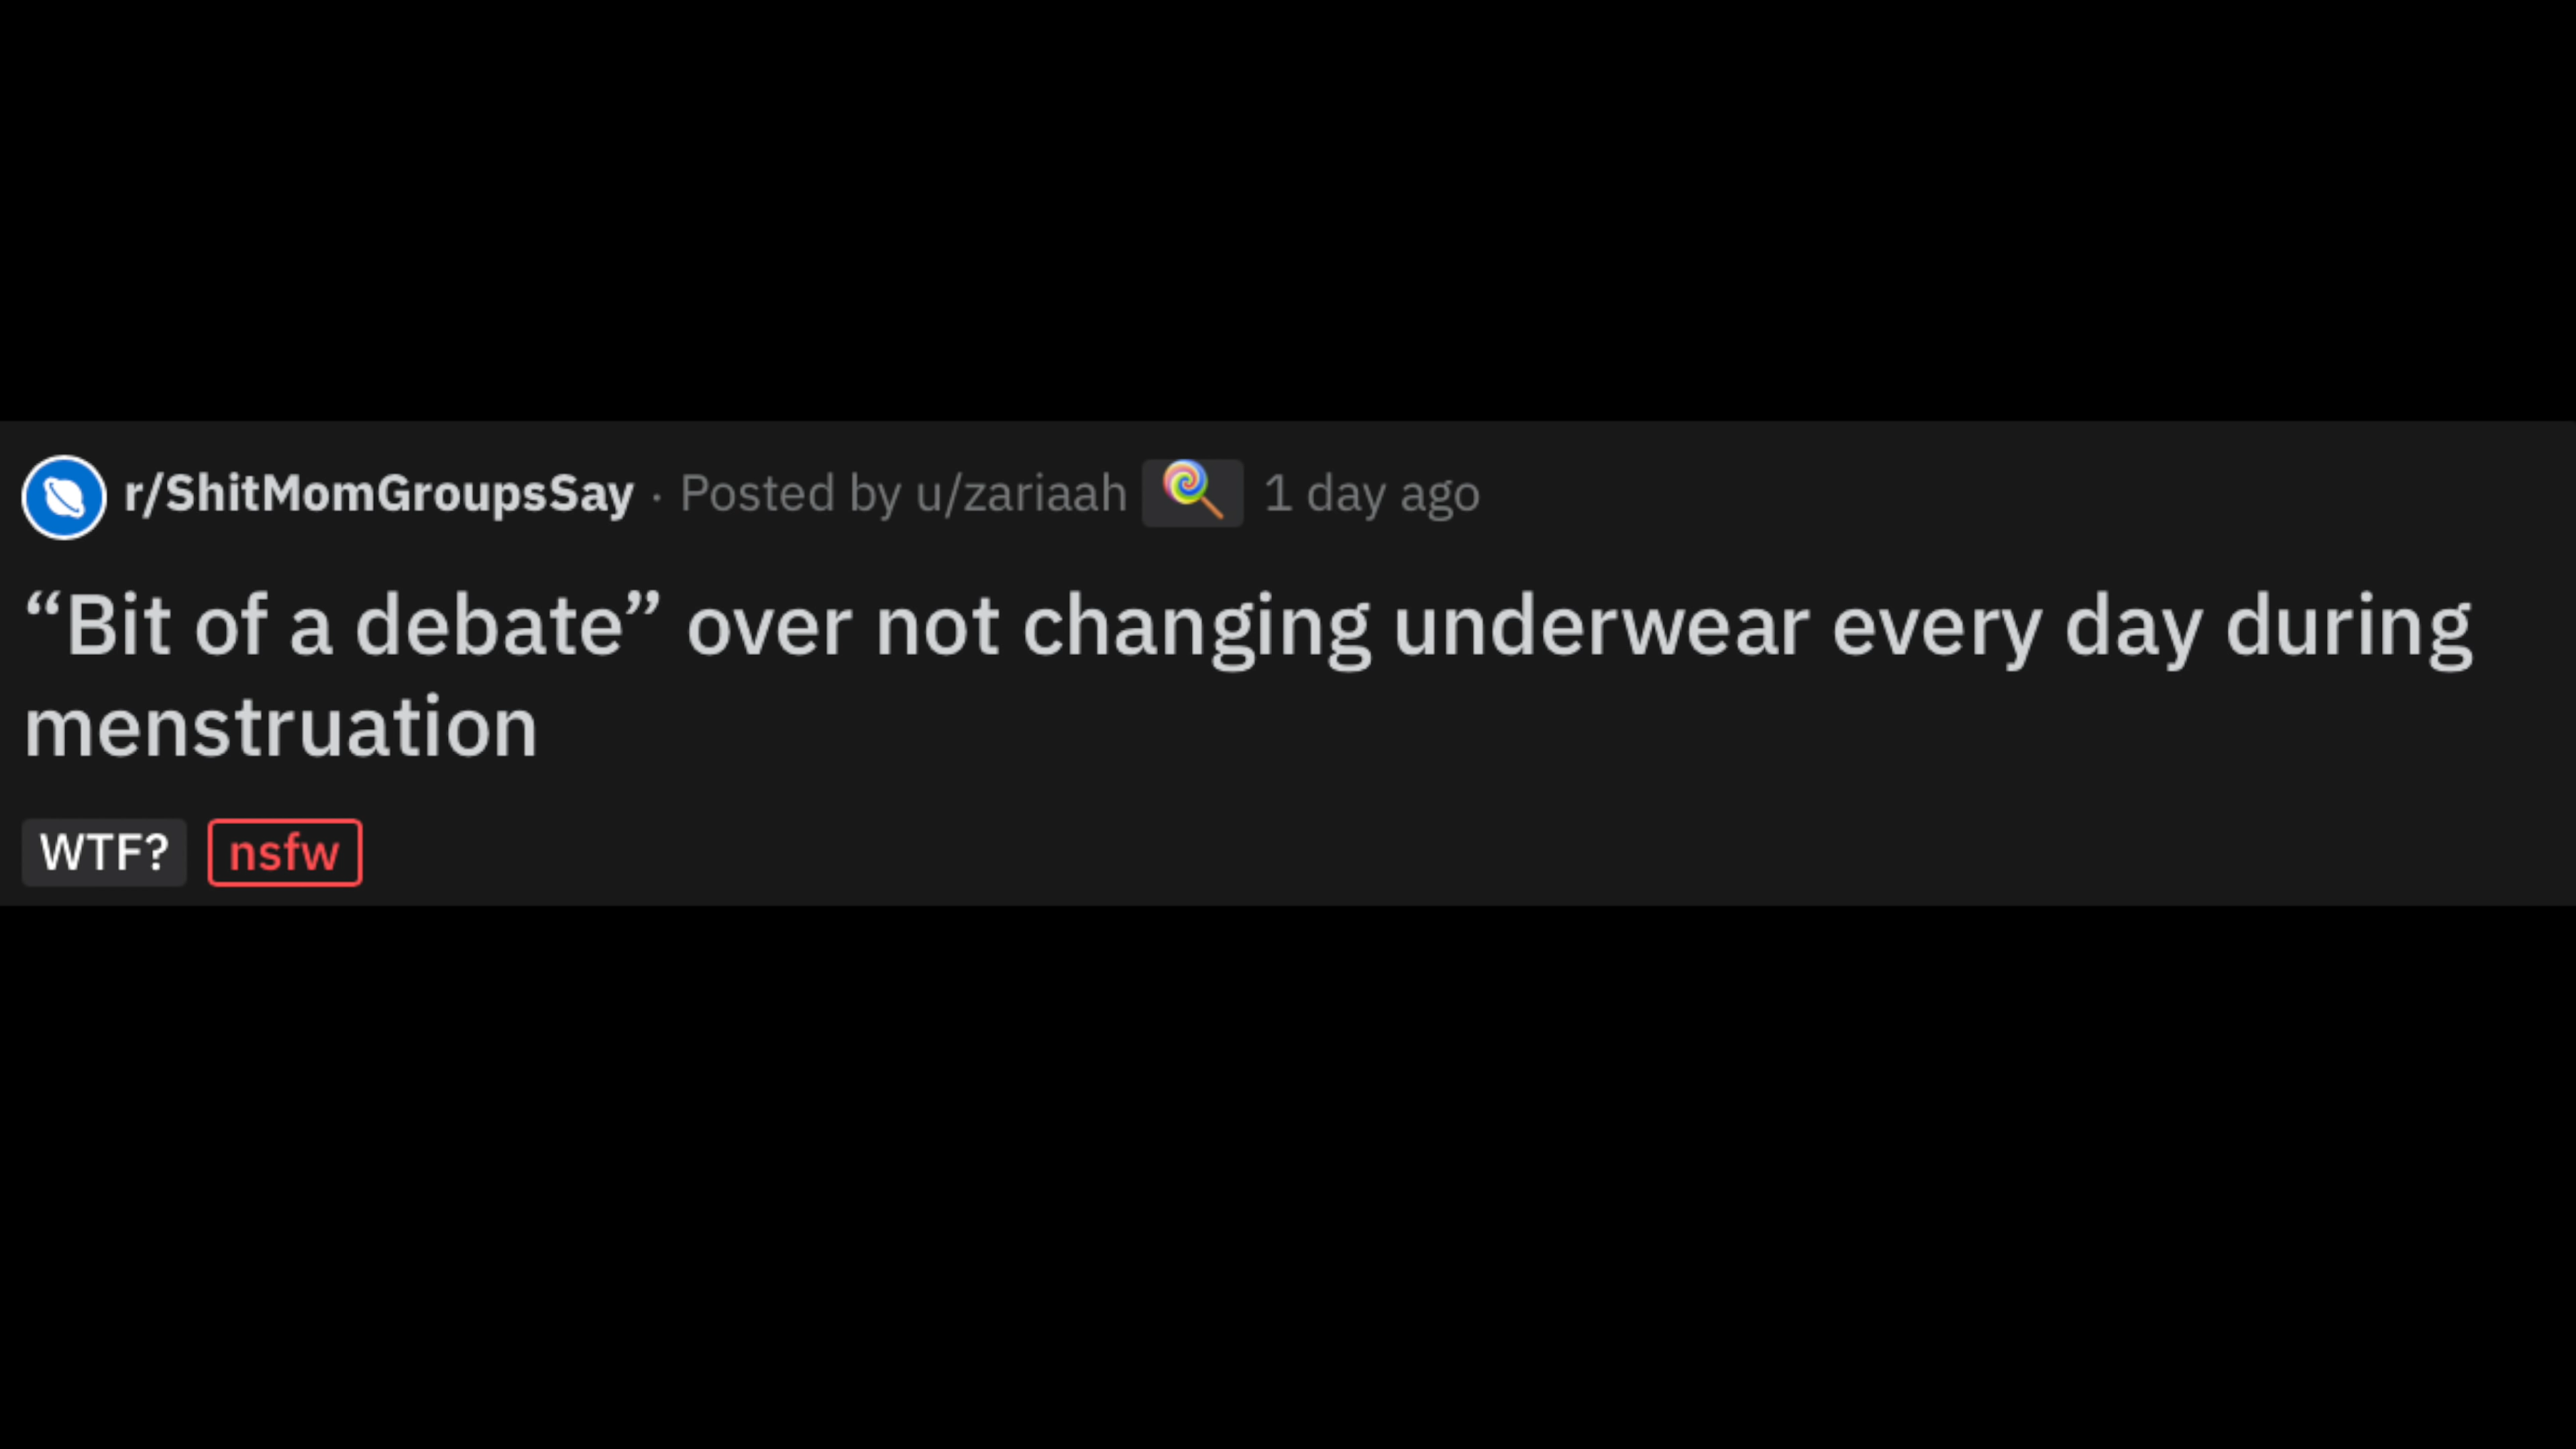 r/ShitMomGroupsSay · Posted by u/zariaah 🍭 1 day ago
“Bit of a debate” over not changing underwear every day during
menstruation
WTF? nsfw